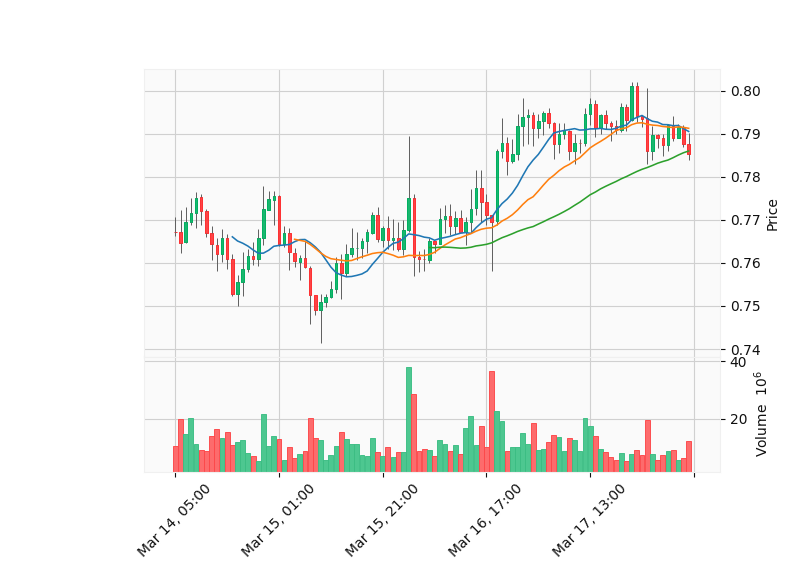 0.80
0.79
0.78
0.77
0.76
0.75
0.74
Price
40
20
Volume 10⁶
Mar 14, 05:00
Mar 15, 01:00
Mar 15, 21:00
Mar 16, 17:00
Mar 17, 13:00